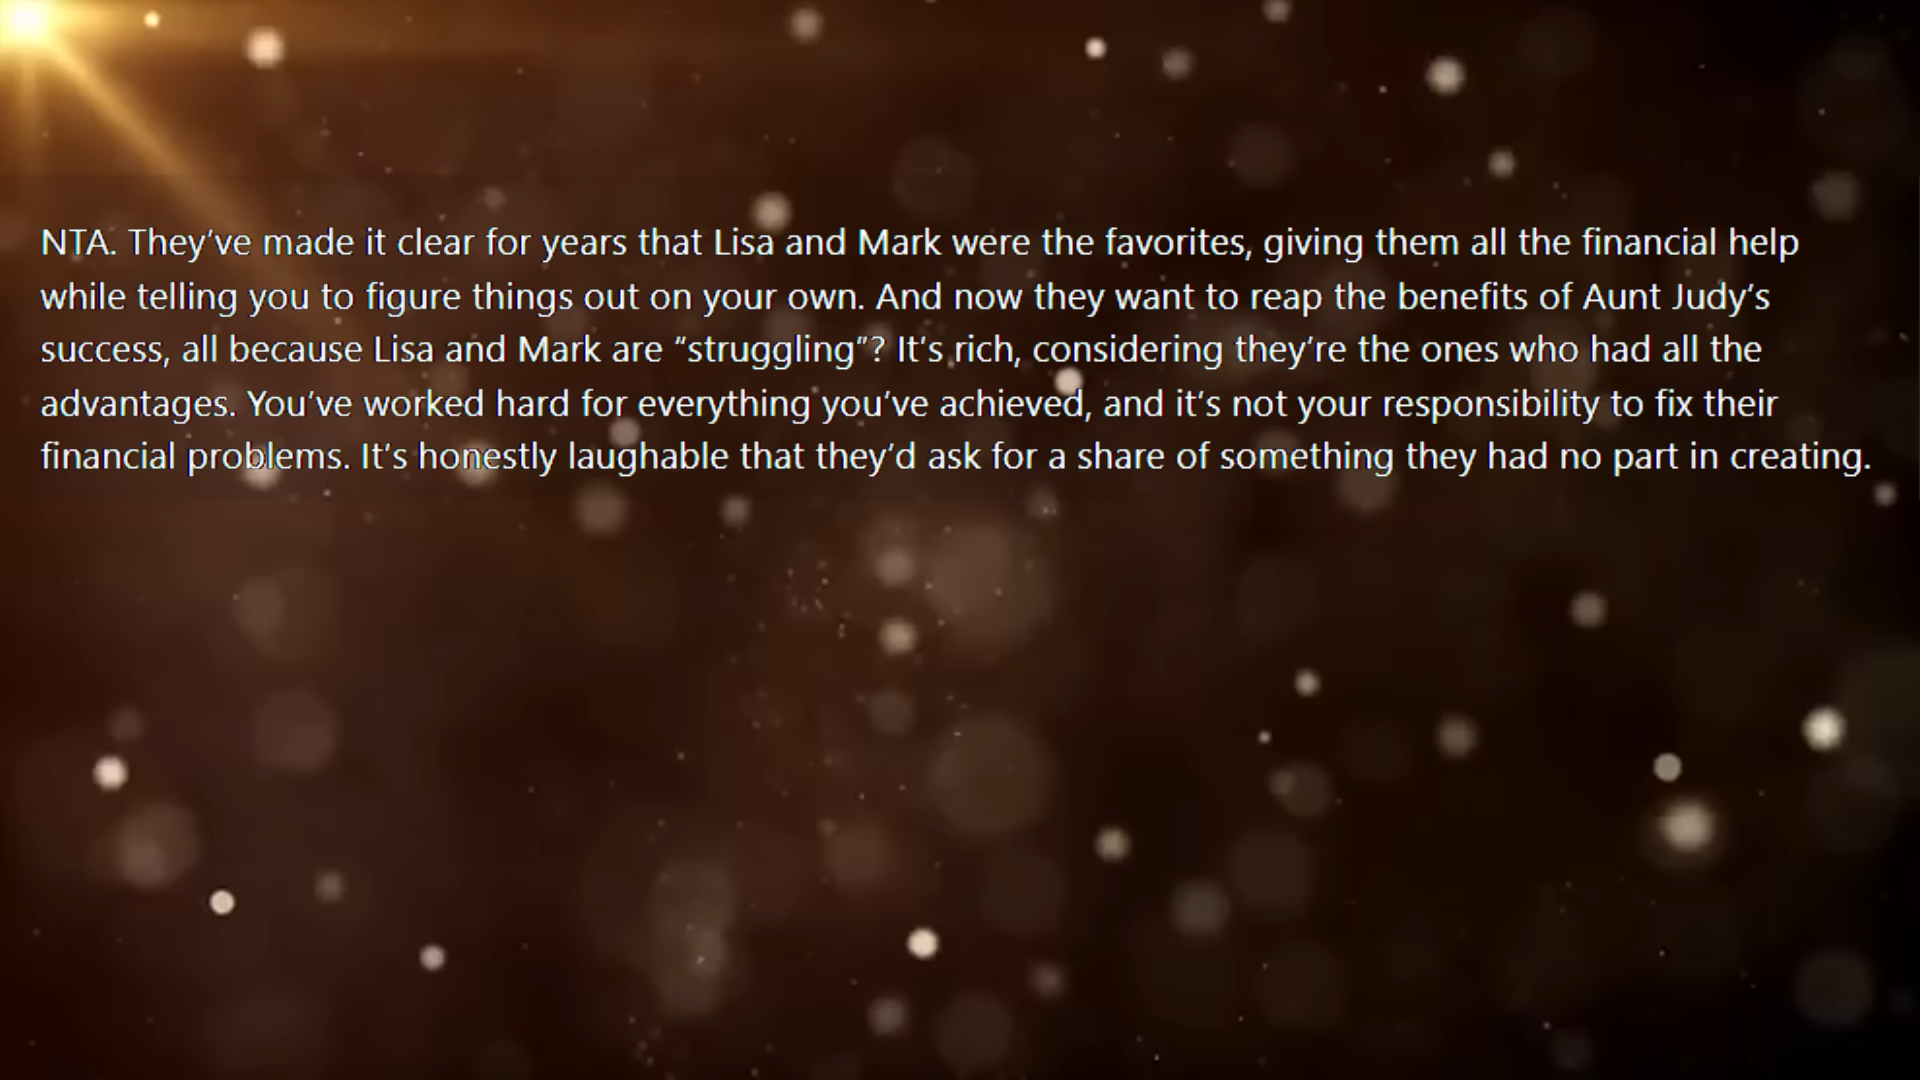 NTA. They’ve made it clear for years that Lisa and Mark were the favorites, giving them all the financial help
while telling you to figure things out on your own. And now they want to reap the benefits of Aunt Judy’s
success, all because Lisa and Mark are “struggling”? It’s rich, considering they’re the ones who had all the
advantages. You’ve worked hard for everything you’ve achieved, and it’s not your responsibility to fix their
financial problems. It’s honestly laughable that they’d ask for a share of something they had no part in creating.